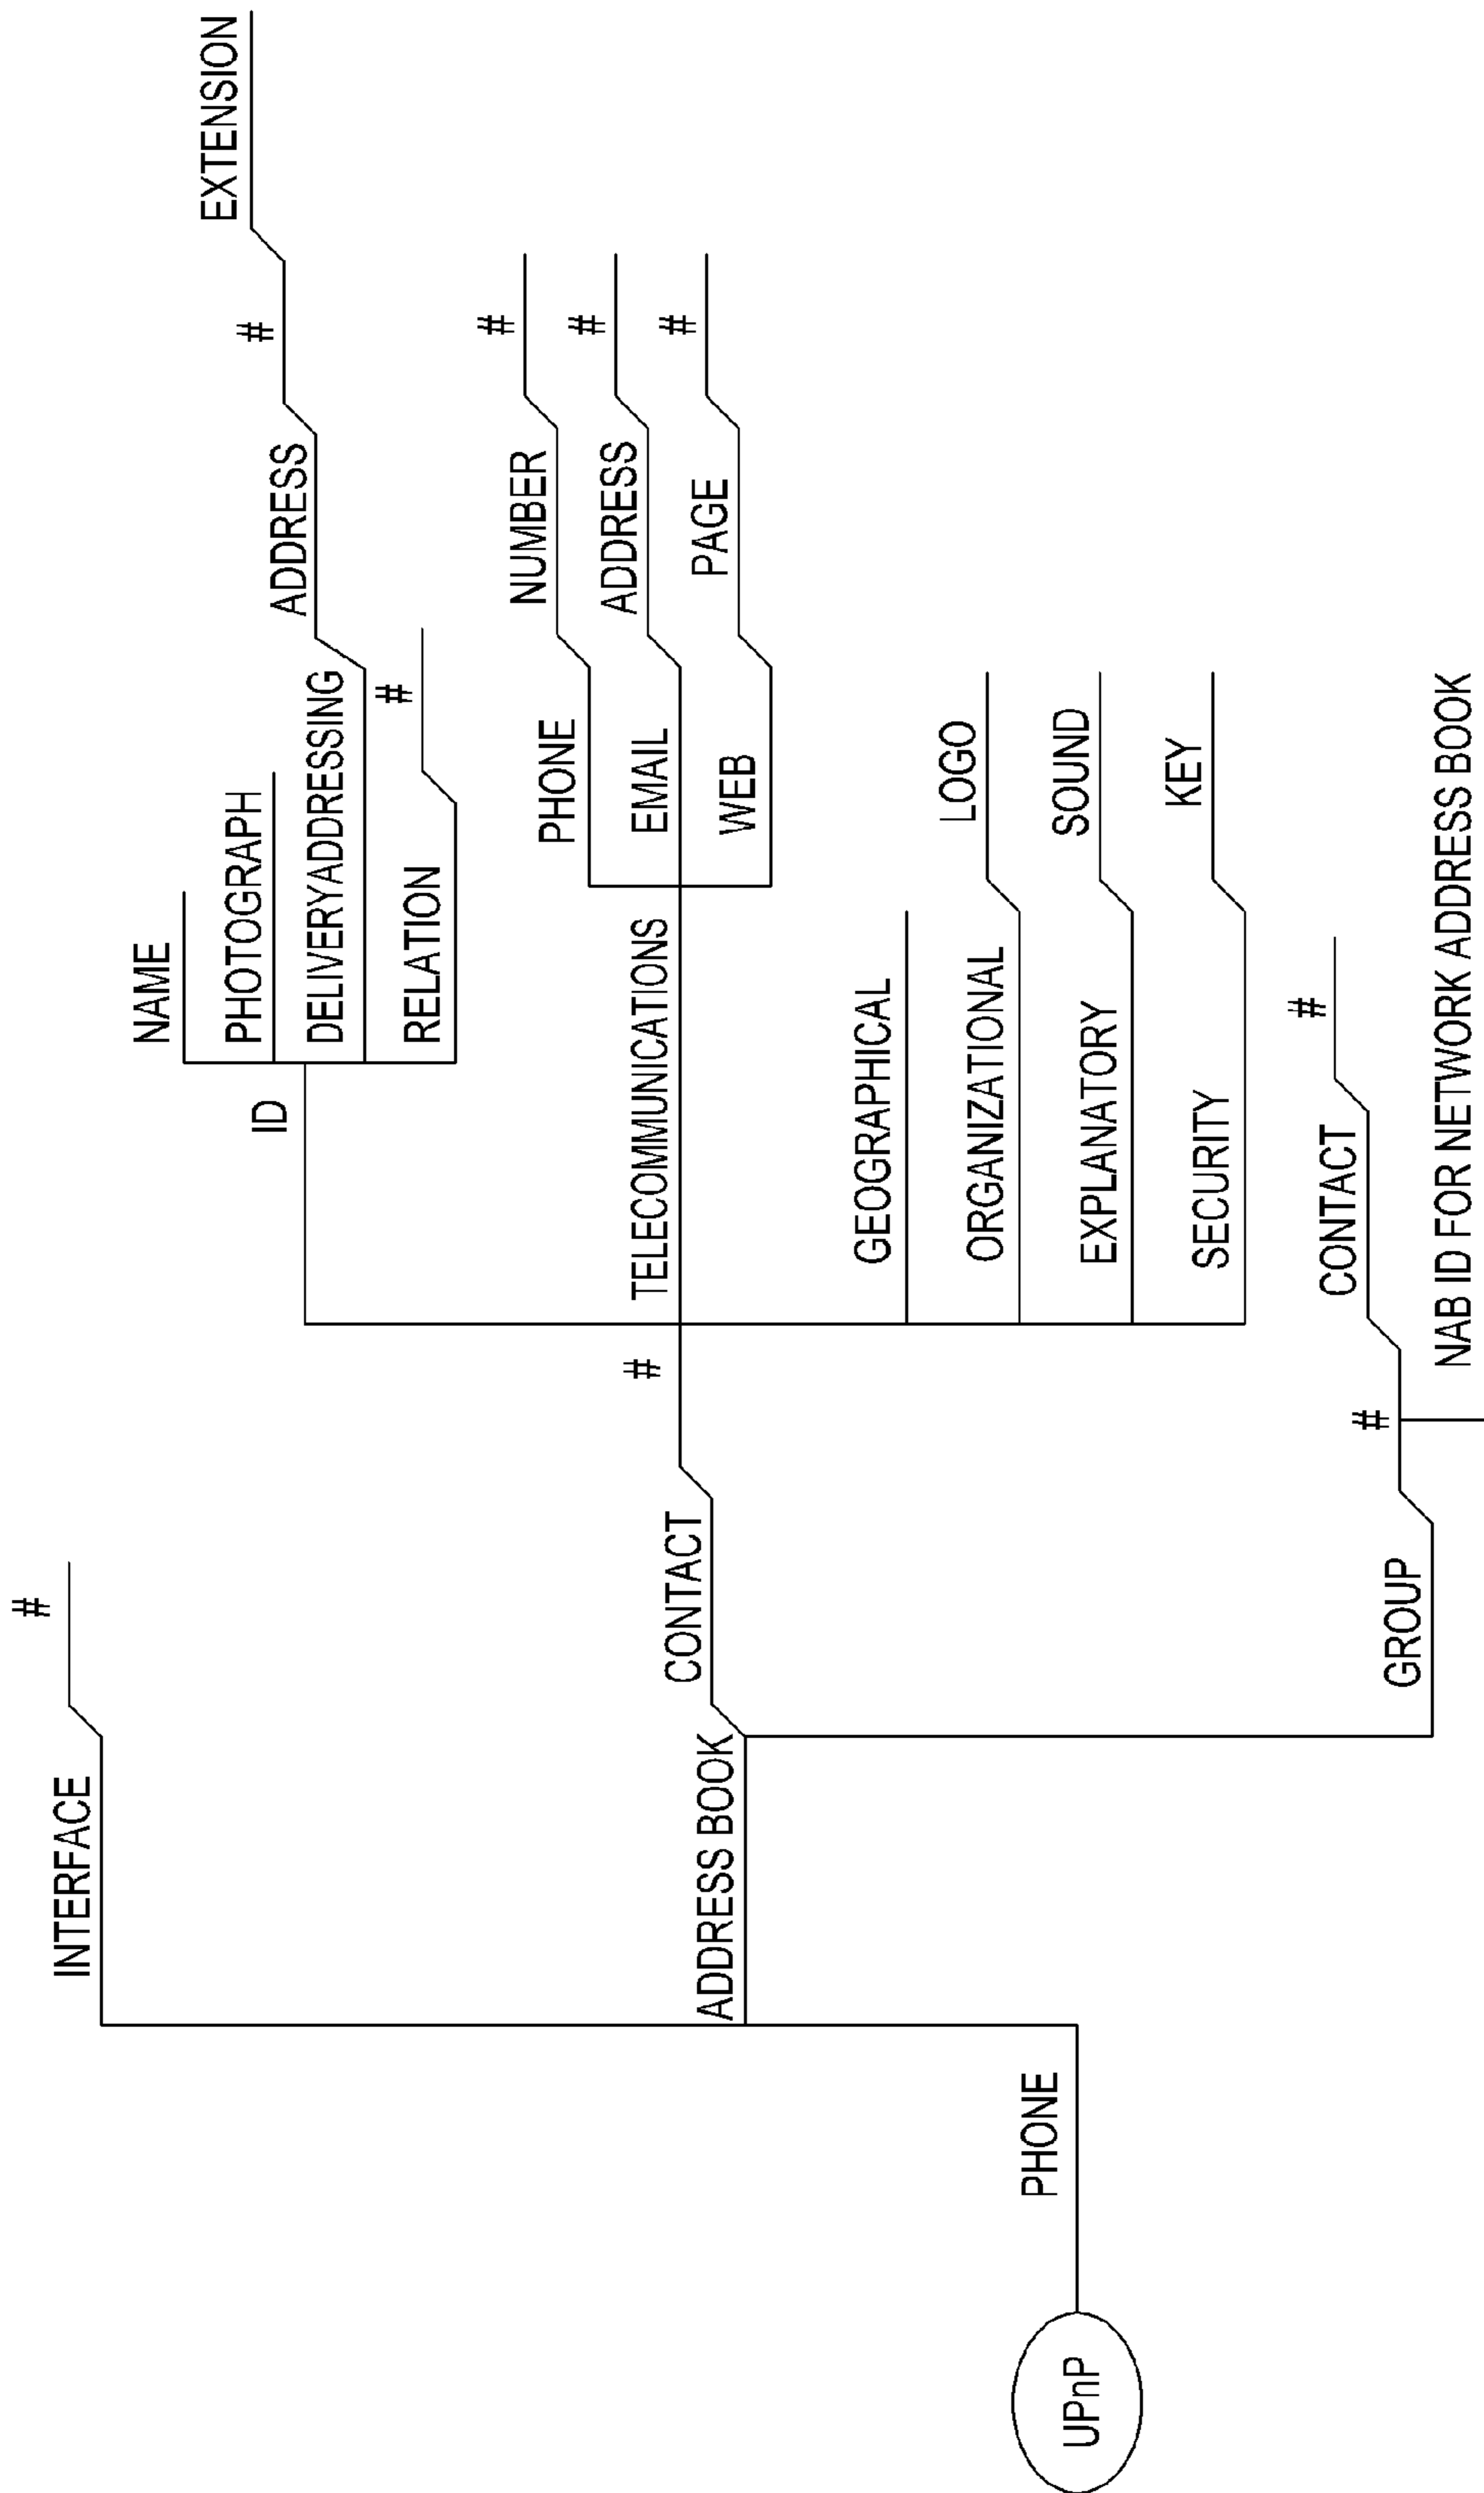 INTERFACE
#
NAME
PHOTOGRAPH
ID
DELIVERYADDRESSING
ADDRESS
#
EXTENSION
RELATION
#
PHONE
NUMBER
#
TELECOMMUNICATIONS
EMAIL
ADDRESS
#
WEB
PAGE
#
ADDRESS BOOK
CONTACT
#
GEOGRAPHICAL
ORGANIZATIONAL
LOGO
EXPLANATORY
SOUND
SECURITY
KEY
UPnP
PHONE
GROUP
#
CONTACT
#
NAB ID FOR NETWORK ADDRESS BOOK